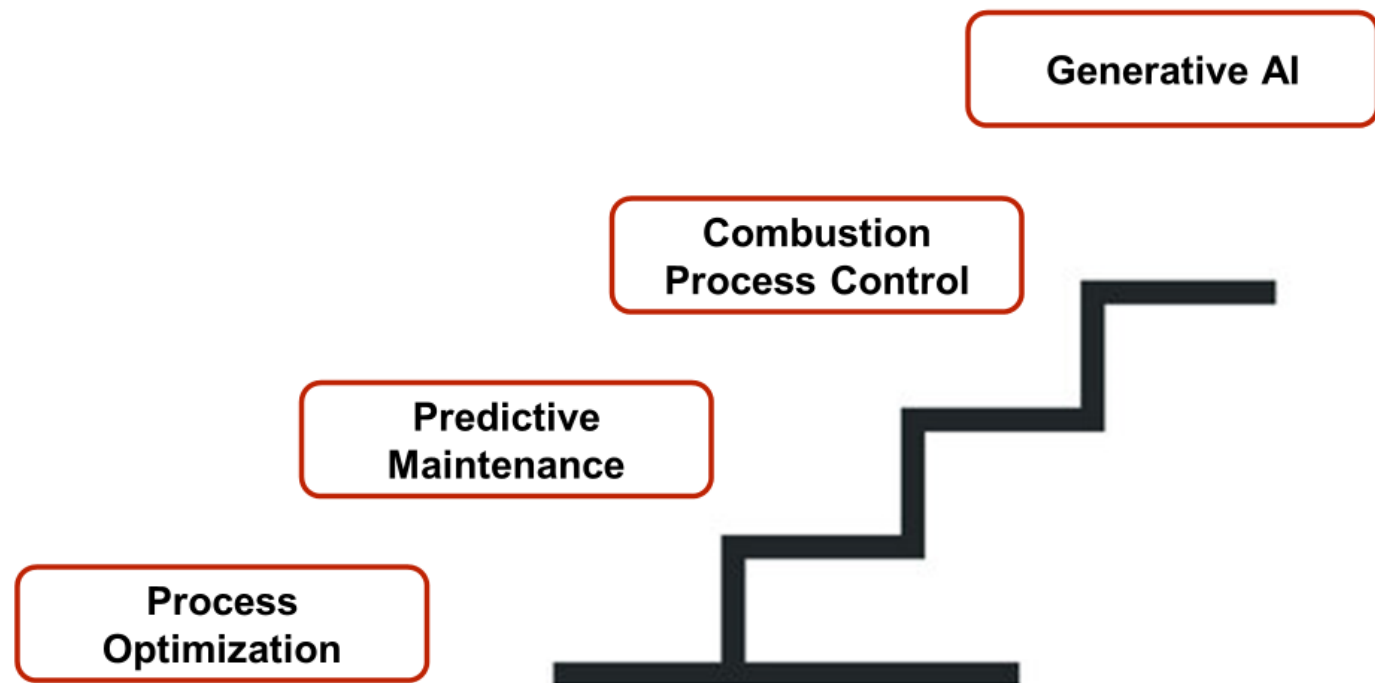 Generative AI
Combustion
Process Control
Predictive
Maintenance
Process
Optimization